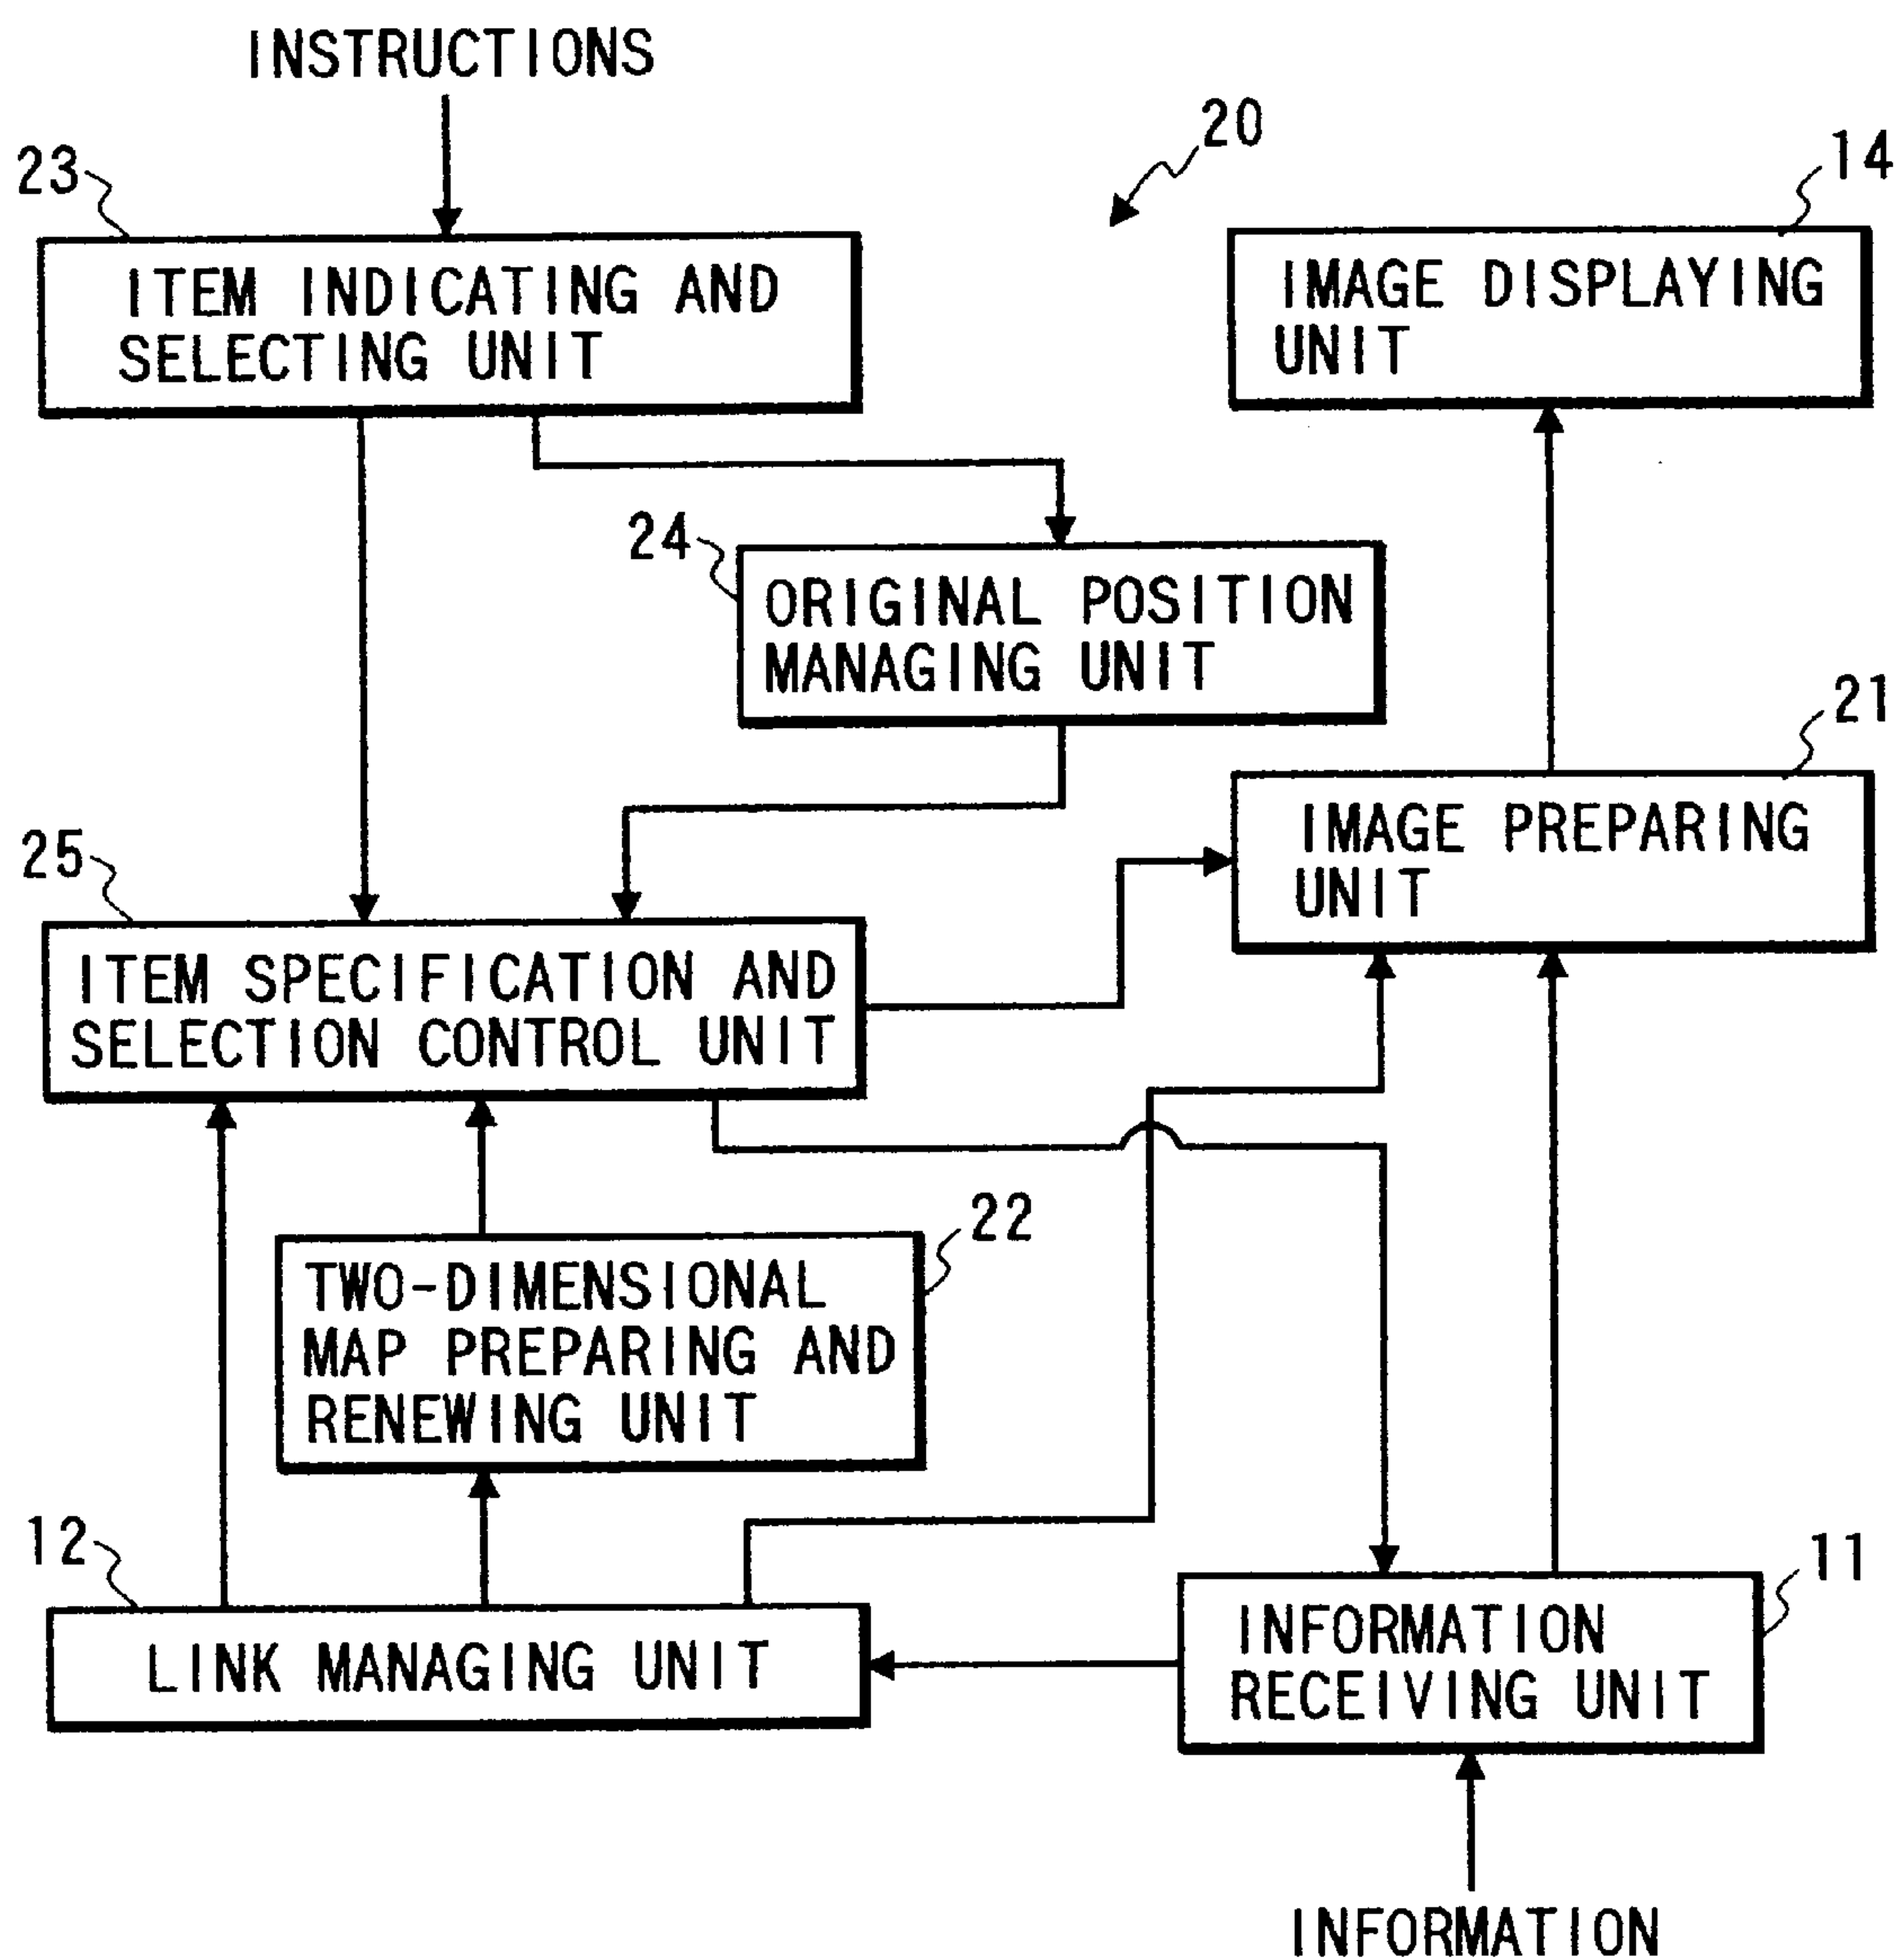 INSTRUCTIONS
20
23
14
ITEM INDICATING AND
SELECTING UNIT
IMAGE DISPLAYING
UNIT
24
ORIGINAL POSITION
MANAGING UNIT
21
IMAGE PREPARING
UNIT
25
ITEM SPECIFICATION AND
SELECTION CONTROL UNIT
22
TWO-DIMENSIONAL
MAP PREPARING AND
RENEWING UNIT
12
LINK MANAGING UNIT
11
INFORMATION
RECEIVING UNIT
INFORMATION